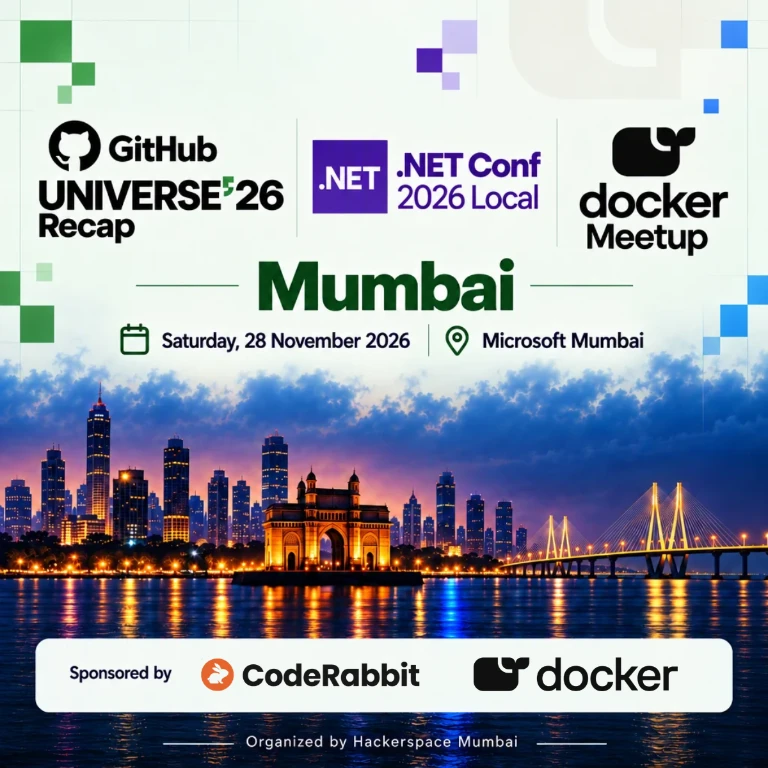 GitHub
UNIVERSE'26
Recap
.NET
.NET Conf
2026 Local
docker
Meetup
Mumbai
Saturday, 28 November 2026
Microsoft Mumbai
Sponsored by
CodeRabbit
docker
Organized by Hackerspace Mumbai